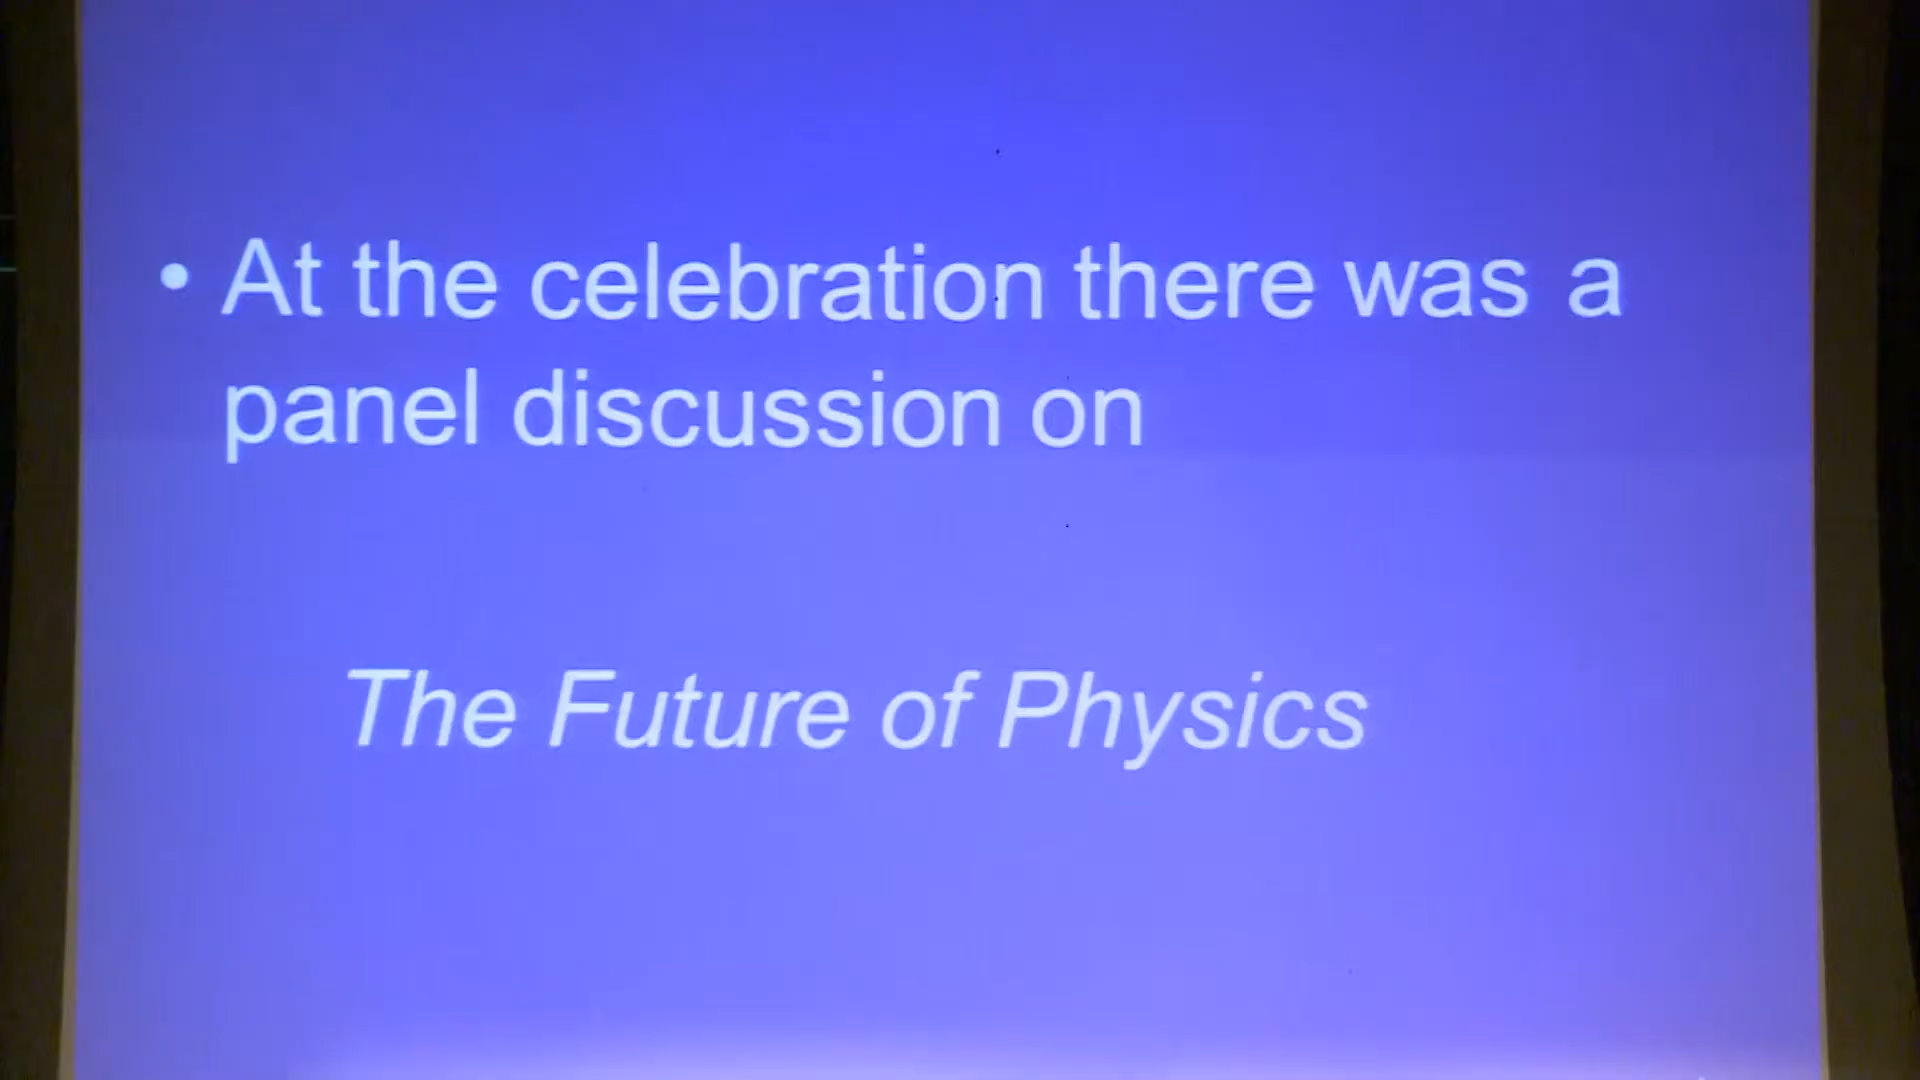 • At the celebration there was a
panel discussion on
The Future of Physics